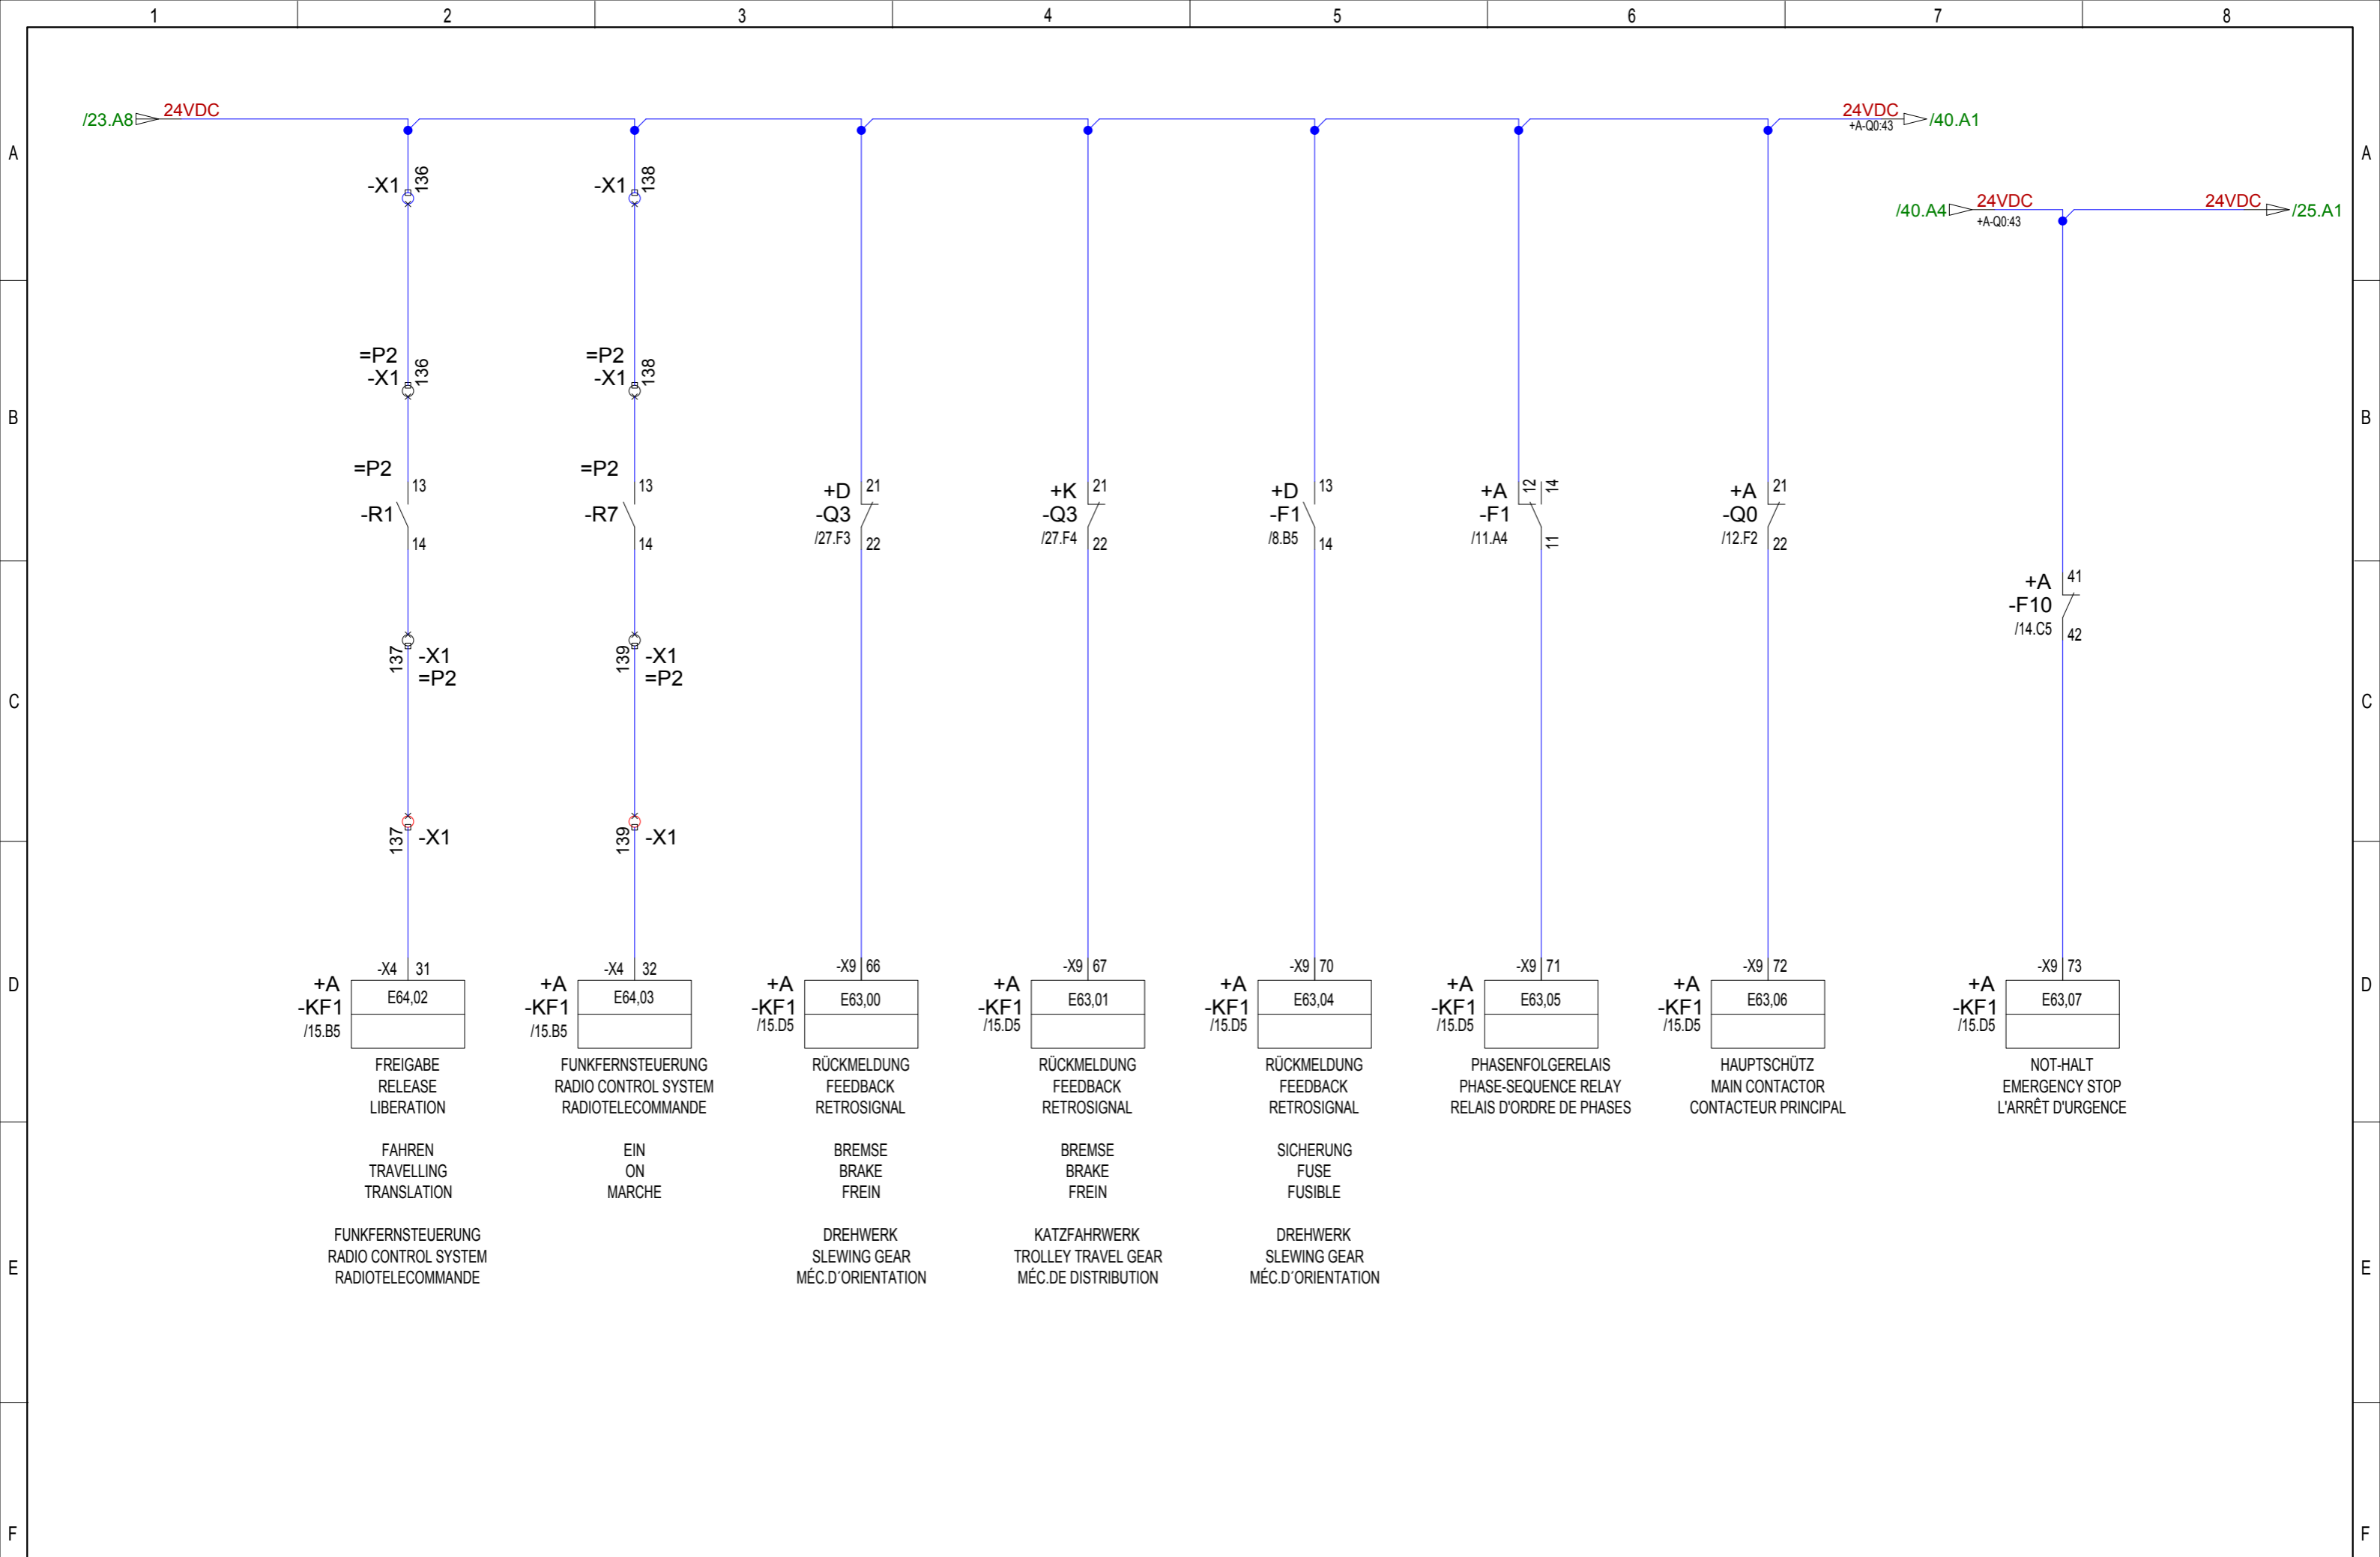 1 2 3 4 5 6 7 8
/23.A8 24VDC
24VDC /40.A1
+A-Q0:43
A A
-X1 136
-X1 138
/40.A4 24VDC
+A-Q0:43
24VDC /25.A1
=P2
-X1 136
=P2
-X1 138
B B
=P2
13
-R1
14
=P2
13
-R7
14
+D 21
-Q3
/27.F3 22
+K 21
-Q3
/27.F4 22
+D 13
-F1
/8.B5 14
+A 12 14
-F1
/11.A4 11
+A 21
-Q0
/12.F2 22
+A 41
-F10
/14.C5 42
137 -X1
=P2
139 -X1
=P2
C C
137 -X1
139 -X1
D D
-X4 31
+A
-KF1
/15.B5
E64,02
FREIGABE
RELEASE
LIBERATION
FAHREN
TRAVELLING
TRANSLATION
FUNKFERNSTEUERUNG
RADIO CONTROL SYSTEM
RADIOTELECOMMANDE
-X4 32
+A
-KF1
/15.B5
E64,03
FUNKFERNSTEUERUNG
RADIO CONTROL SYSTEM
RADIOTELECOMMANDE
EIN
ON
MARCHE
-X9 66
+A
-KF1
/15.D5
E63,00
RÜCKMELDUNG
FEEDBACK
RETROSIGNAL
BREMSE
BRAKE
FREIN
DREHWERK
SLEWING GEAR
MÉC.D´ORIENTATION
-X9 67
+A
-KF1
/15.D5
E63,01
RÜCKMELDUNG
FEEDBACK
RETROSIGNAL
BREMSE
BRAKE
FREIN
KATZFAHRWERK
TROLLEY TRAVEL GEAR
MÉC.DE DISTRIBUTION
-X9 70
+A
-KF1
/15.D5
E63,04
RÜCKMELDUNG
FEEDBACK
RETROSIGNAL
SICHERUNG
FUSE
FUSIBLE
DREHWERK
SLEWING GEAR
MÉC.D´ORIENTATION
-X9 71
+A
-KF1
/15.D5
E63,05
PHASENFOLGERELAIS
PHASE-SEQUENCE RELAY
RELAIS D'ORDRE DE PHASES
-X9 72
+A
-KF1
/15.D5
E63,06
HAUPTSCHÜTZ
MAIN CONTACTOR
CONTACTEUR PRINCIPAL
-X9 73
+A
-KF1
/15.D5
E63,07
NOT-HALT
EMERGENCY STOP
L'ARRÊT D'URGENCE
E E
F F